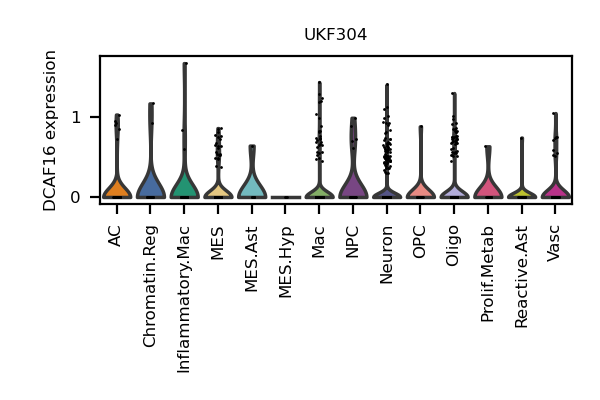 UKF304
DCAF16 expression
1
0
AC
Chromatin.Reg
Inflammatory.Mac
MES
MES.Ast
MES.Hyp
Mac
NPC
Neuron
OPC
Oligo
Prolif.Metab
Reactive.Ast
Vasc